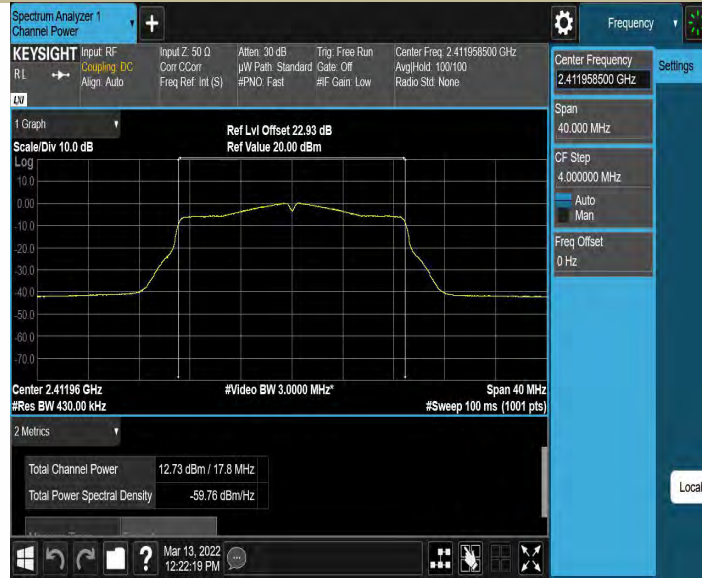 Spectrum Analyzer 1
Channel Power
Frequency
KEYSIGHT
RL
LXI
Input: RF
Coupling: DC
Align: Auto
Input Z: 50 Ω
Corr CCorr
Freq Ref: Int (S)
Atten: 30 dB
µW Path: Standard
#PNO: Fast
Trig: Free Run
Gate: Off
#IF Gain: Low
Center Freq: 2.411958500 GHz
Avg|Hold: 100/100
Radio Std: None
Center Frequency
2.411958500 GHz
Settings
Span
40.000 MHz
CF Step
4.000000 MHz
Auto
Man
Freq Offset
0 Hz
Local
1 Graph
Scale/Div 10.0 dB
Ref Lvl Offset 22.93 dB
Ref Value 20.00 dBm
Log
10.0
0.00
-10.0
-20.0
-30.0
-40.0
-50.0
-60.0
-70.0
Center 2.41196 GHz
#Video BW 3.0000 MHz*
Span 40 MHz
#Res BW 430.00 kHz
#Sweep 100 ms (1001 pts)
2 Metrics
Total Channel Power 12.73 dBm / 17.8 MHz
Total Power Spectral Density -59.76 dBm/Hz
?
Mar 13, 2022
12:22:19 PM